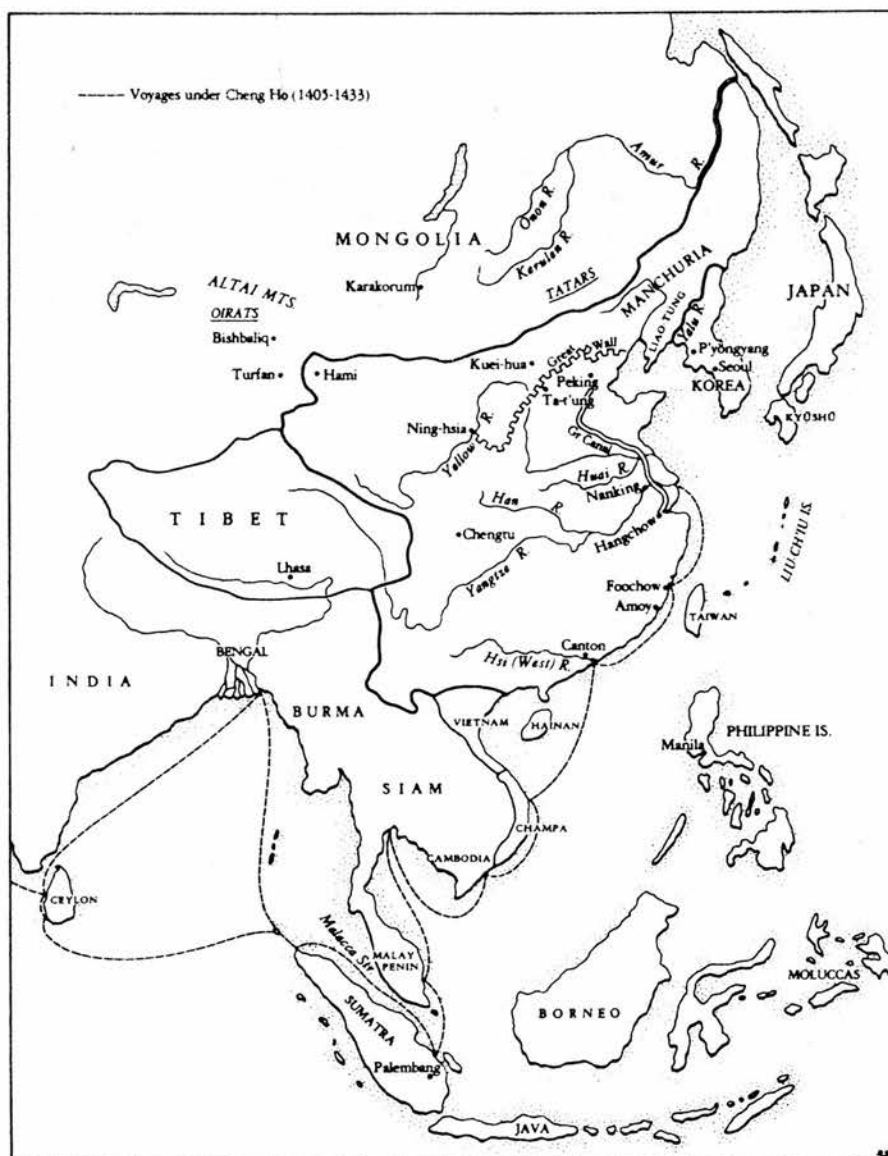 ----- Voyages under Cheng Ho (1405-1433)
Amur R.
Onon R.
MONGOLIA
Kerulen R.
ALTAI MTS.
Karakorum
TATARS
MANCHURIA
OIRATS
JAPAN
LIAO-TUNG
Yalu R.
Bishbaliq
P'yŏngyang
Kuei-hua
Great Wall
Turfan
Hami
Peking
Seoul
Ta-t'ung
KOREA
KYŪSHŪ
Ning-hsia
Yellow R.
Gr Canal
Huai R.
Nanking
Han R.
TIBET
Chengtu
Hangchow
LIU-CH'IU IS.
Lhasa
Yangtze R.
Foochow
Amoy
TAIWAN
Canton
BENGAL
Hsi (West) R.
INDIA
BURMA
VIETNAM
HAINAN
PHILIPPINE IS.
Manila
SIAM
CHAMPA
CAMBODIA
CEYLON
Malacca Str
MALAY
PENIN
MOLUCCAS
SUMATRA
BORNEO
Palembang
JAVA